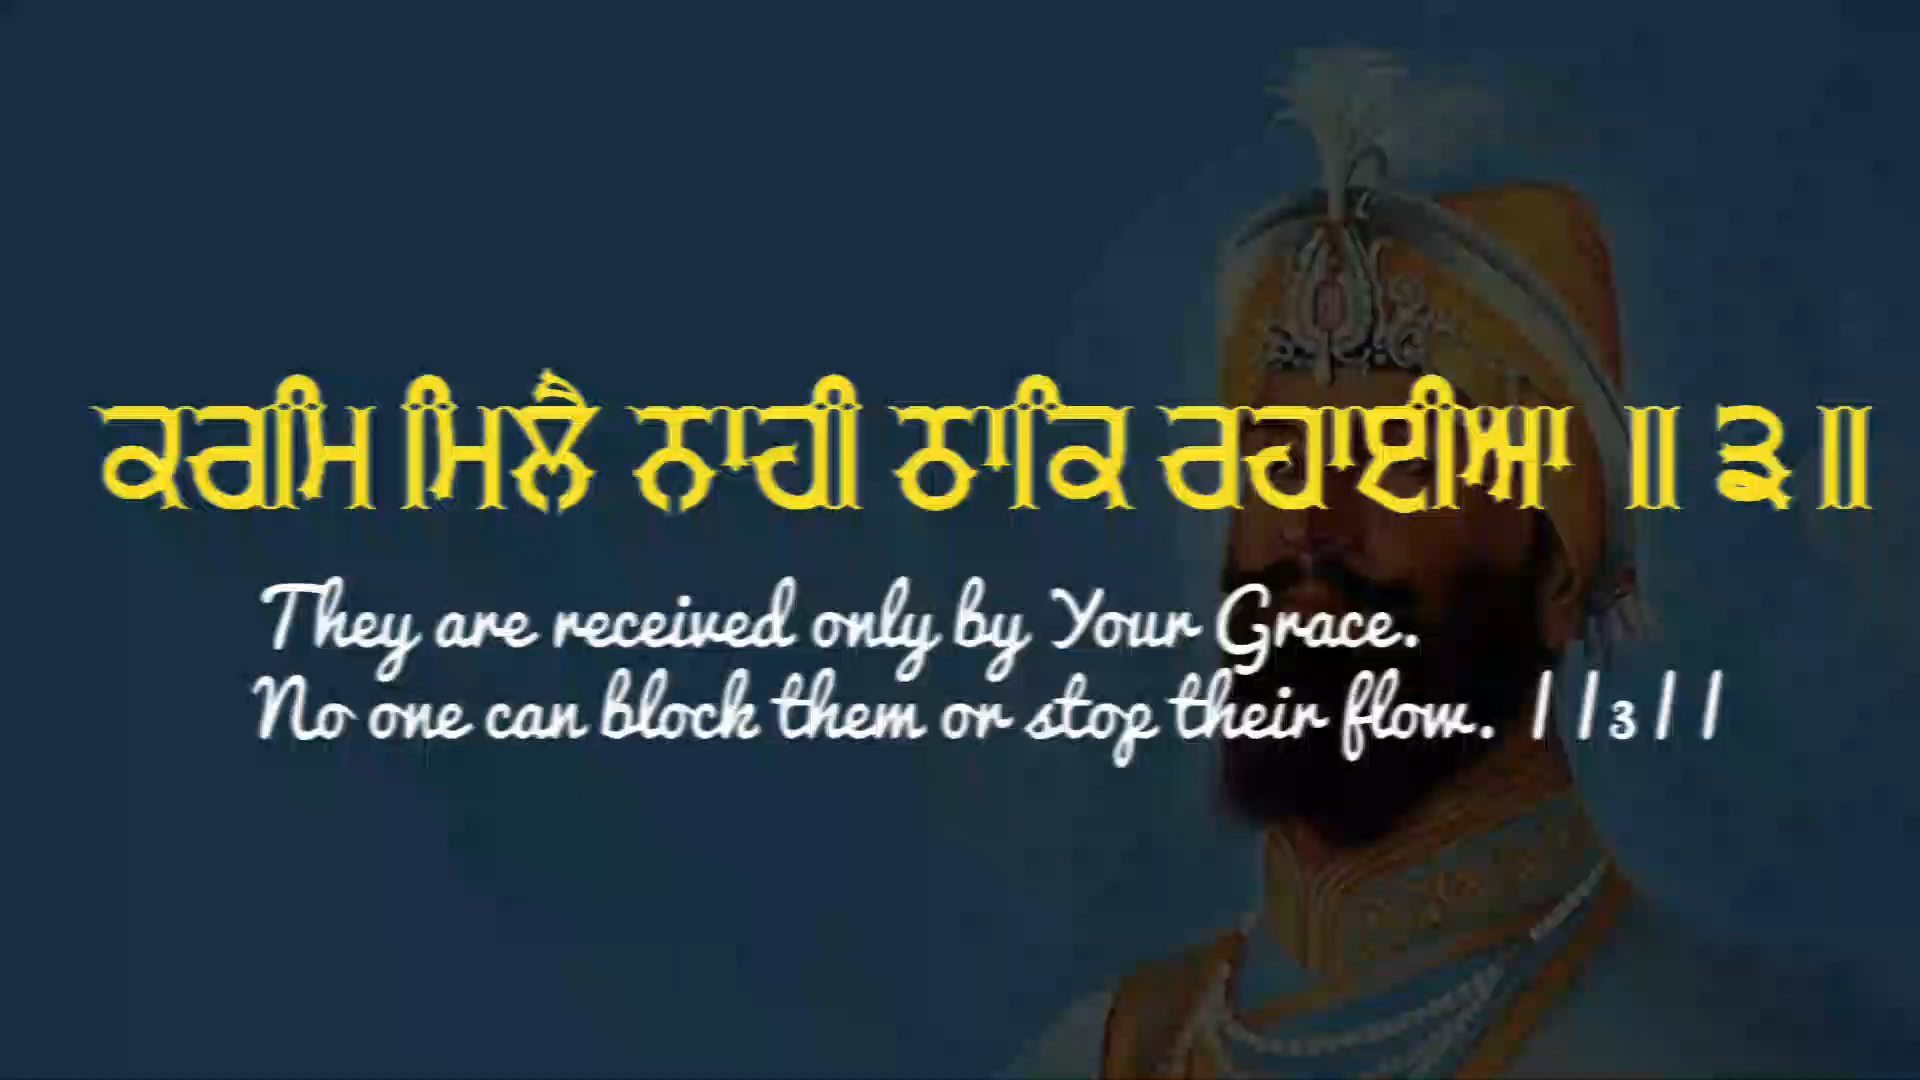 ਕਰਮਿ ਮਿਲੈ ਨਾਹੀ ਠਾਕਿ ਰਹਾਈਆ ॥੩॥
They are received only by Your Grace.
No one can block them or stop their flow. ||3||